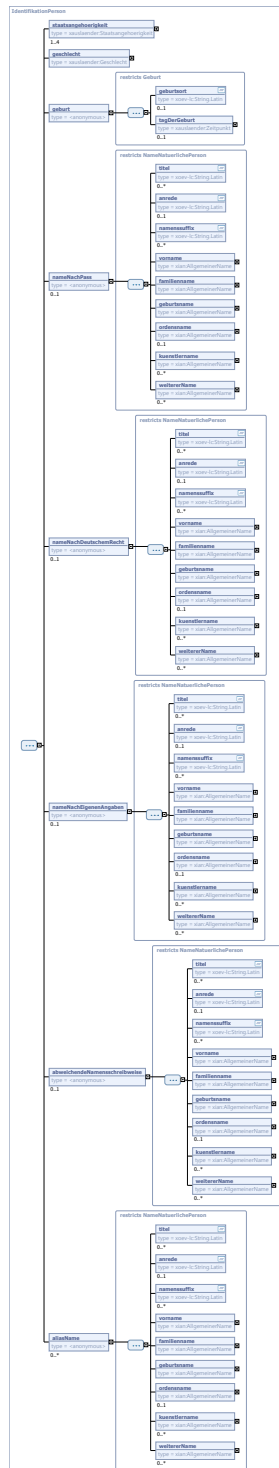 IdentifikationPerson
staatsangehoerigkeit
type = xauslaender:Staatsangehoerigkeit
1..4
geschlecht
type = xauslaender:Geschlecht
restricts Geburt
geburtsort
type = xoev-lc:String.Latin
0..1
geburt
type = <anonymous>
0..1
tagDerGeburt
type = xauslaender:Zeitpunkt
0..1
restricts NameNatuerlichePerson
titel
type = xoev-lc:String.Latin
0..*
anrede
type = xoev-lc:String.Latin
0..1
namenssuffix
type = xoev-lc:String.Latin
0..*
vorname
type = xian:AllgemeinerName
nameNachPass
type = <anonymous>
0..1
familienname
type = xian:AllgemeinerName
geburtsname
type = xian:AllgemeinerName
ordensname
type = xian:AllgemeinerName
0..1
kuenstlername
type = xian:AllgemeinerName
0..*
weitererName
type = xian:AllgemeinerName
0..*
restricts NameNatuerlichePerson
titel
type = xoev-lc:String.Latin
0..*
anrede
type = xoev-lc:String.Latin
0..1
namenssuffix
type = xoev-lc:String.Latin
0..*
vorname
type = xian:AllgemeinerName
nameNachDeutschemRecht
type = <anonymous>
0..1
familienname
type = xian:AllgemeinerName
geburtsname
type = xian:AllgemeinerName
ordensname
type = xian:AllgemeinerName
0..1
kuenstlername
type = xian:AllgemeinerName
0..*
weitererName
type = xian:AllgemeinerName
0..*
restricts NameNatuerlichePerson
titel
type = xoev-lc:String.Latin
0..*
anrede
type = xoev-lc:String.Latin
0..1
namenssuffix
type = xoev-lc:String.Latin
0..*
vorname
type = xian:AllgemeinerName
nameNachEigenenAngaben
type = <anonymous>
0..1
familienname
type = xian:AllgemeinerName
geburtsname
type = xian:AllgemeinerName
ordensname
type = xian:AllgemeinerName
0..1
kuenstlername
type = xian:AllgemeinerName
0..*
weitererName
type = xian:AllgemeinerName
0..*
restricts NameNatuerlichePerson
titel
type = xoev-lc:String.Latin
0..*
anrede
type = xoev-lc:String.Latin
0..1
namenssuffix
type = xoev-lc:String.Latin
0..*
vorname
type = xian:AllgemeinerName
abweichendeNamensschreibweise
type = <anonymous>
0..1
familienname
type = xian:AllgemeinerName
geburtsname
type = xian:AllgemeinerName
ordensname
type = xian:AllgemeinerName
0..1
kuenstlername
type = xian:AllgemeinerName
0..*
weitererName
type = xian:AllgemeinerName
0..*
restricts NameNatuerlichePerson
titel
type = xoev-lc:String.Latin
0..*
anrede
type = xoev-lc:String.Latin
0..1
namenssuffix
type = xoev-lc:String.Latin
0..*
vorname
type = xian:AllgemeinerName
aliasName
type = <anonymous>
0..*
familienname
type = xian:AllgemeinerName
geburtsname
type = xian:AllgemeinerName
ordensname
type = xian:AllgemeinerName
0..1
kuenstlername
type = xian:AllgemeinerName
0..*
weitererName
type = xian:AllgemeinerName
0..*